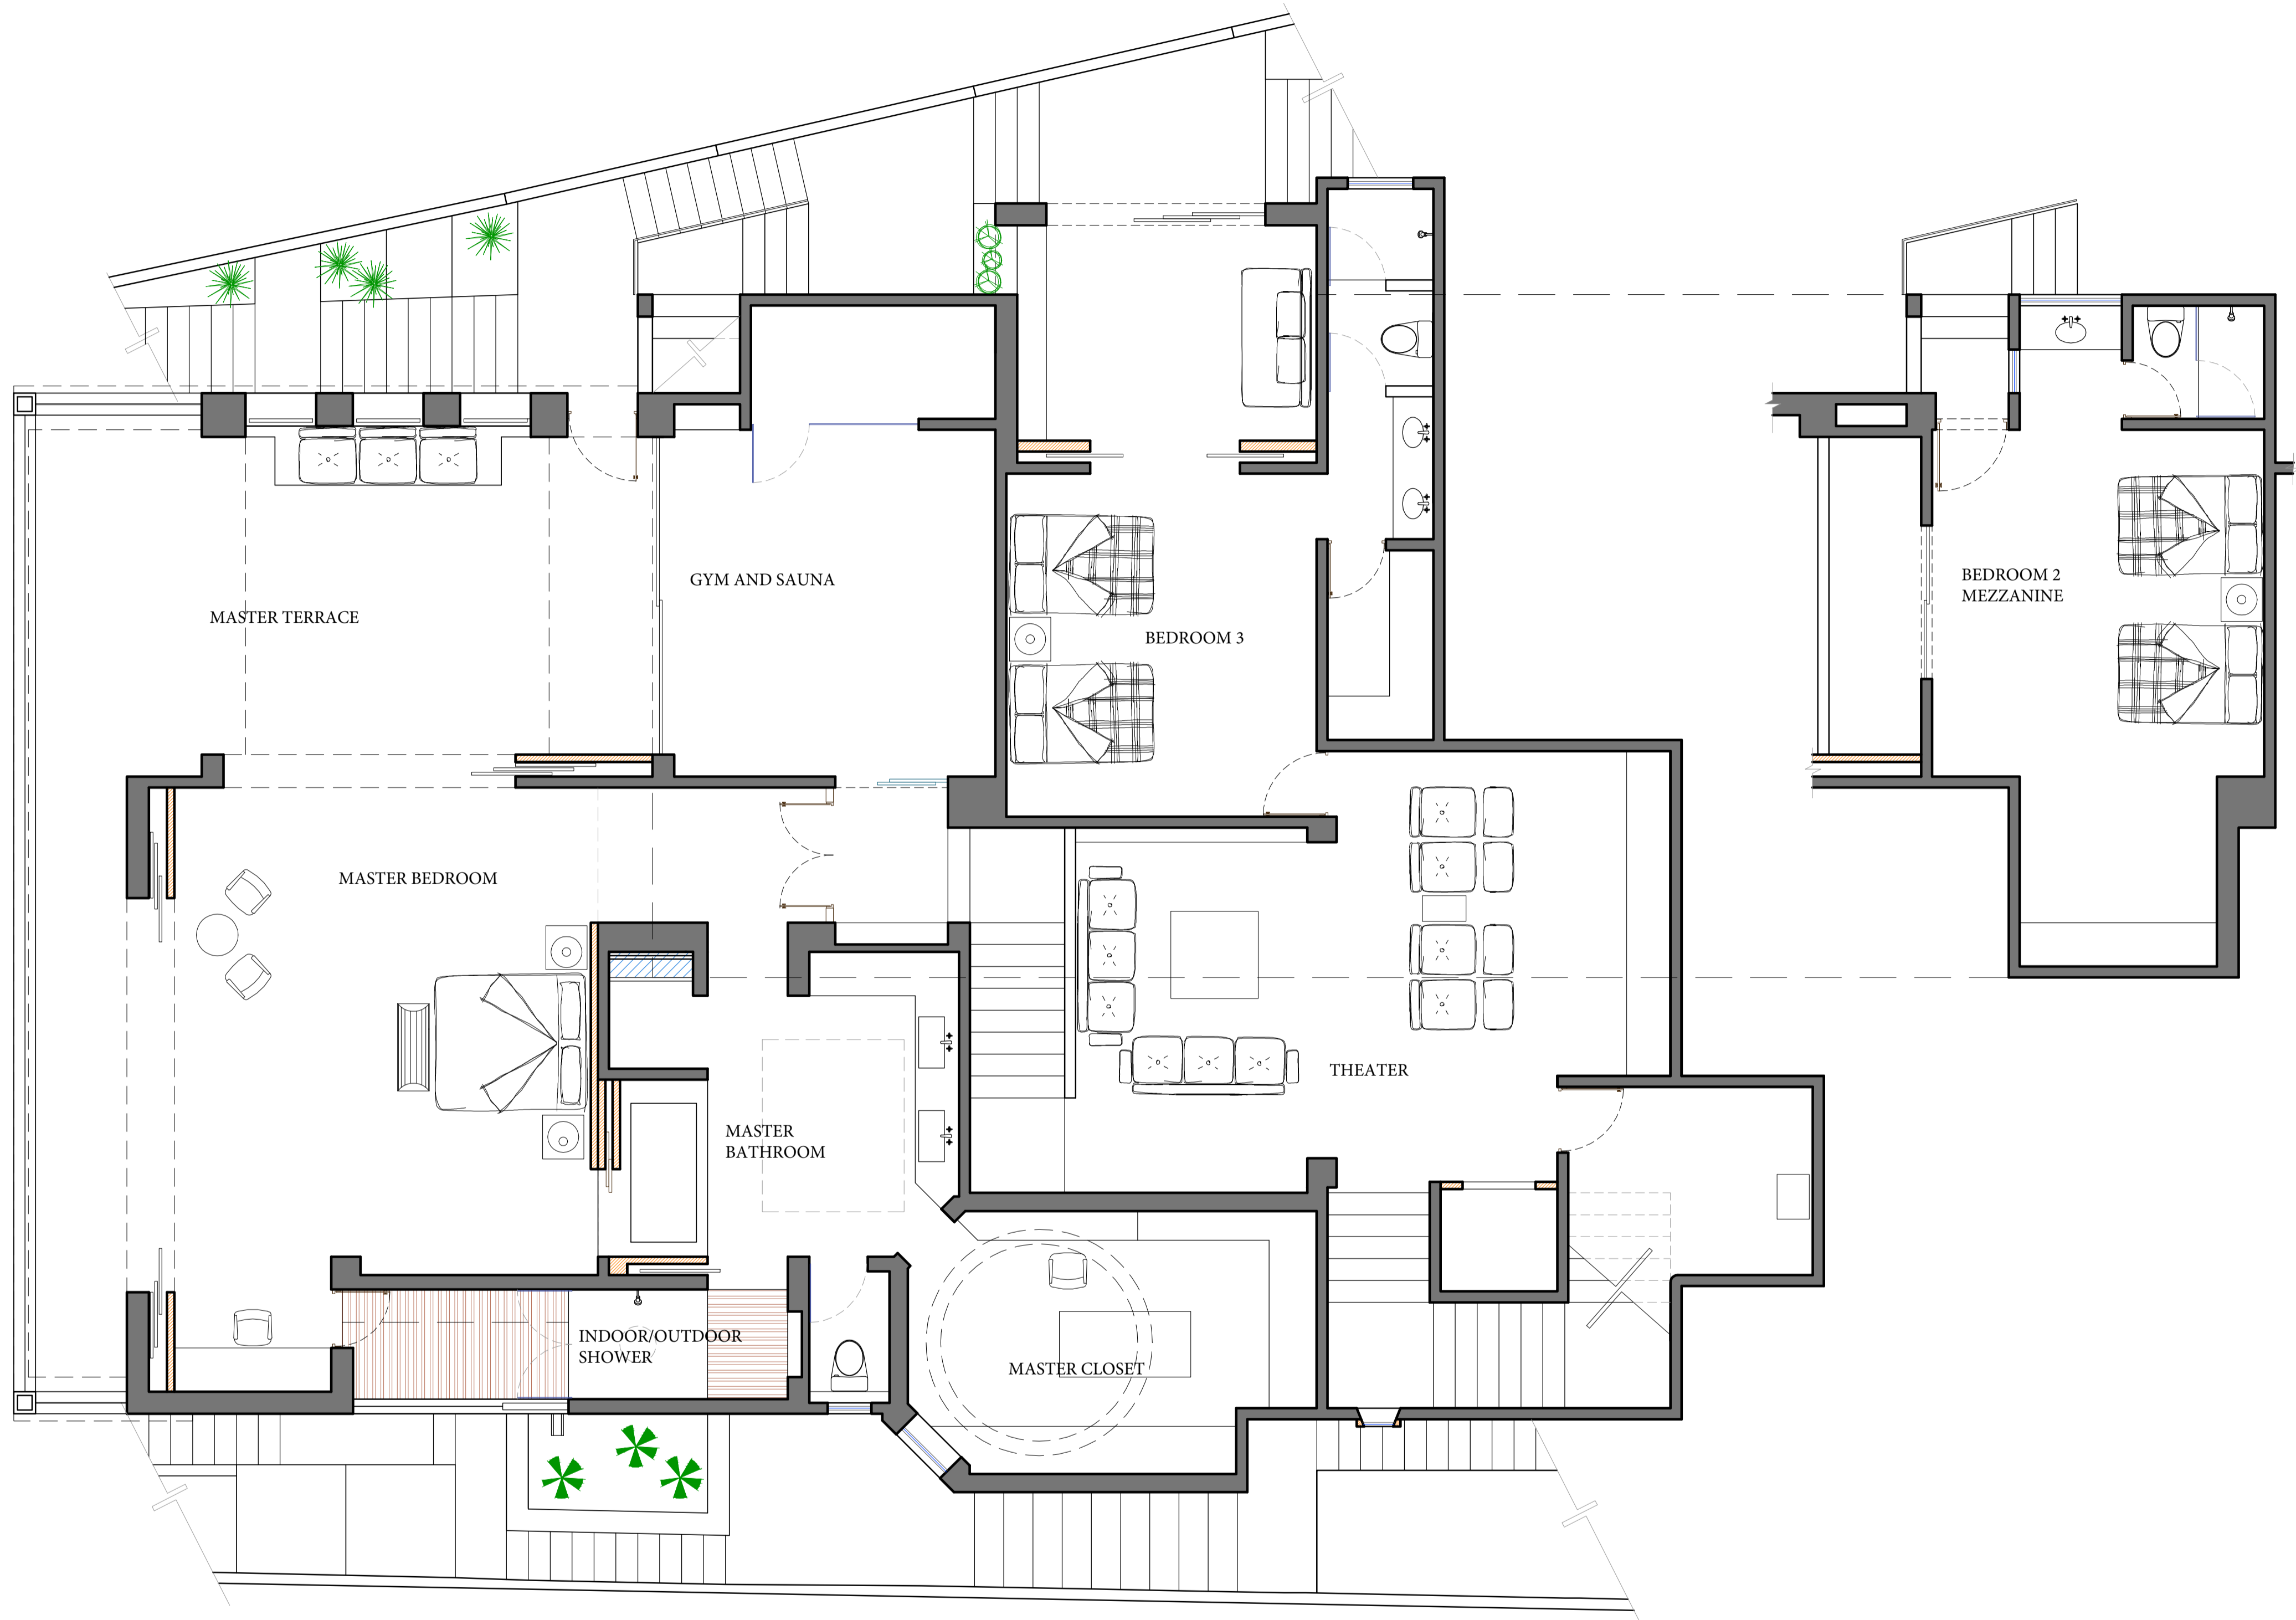 GYM AND SAUNA
BEDROOM 2
MEZZANINE
MASTER TERRACE
BEDROOM 3
MASTER BEDROOM
THEATER
MASTER
BATHROOM
INDOOR/OUTDOOR
SHOWER
MASTER CLOSET